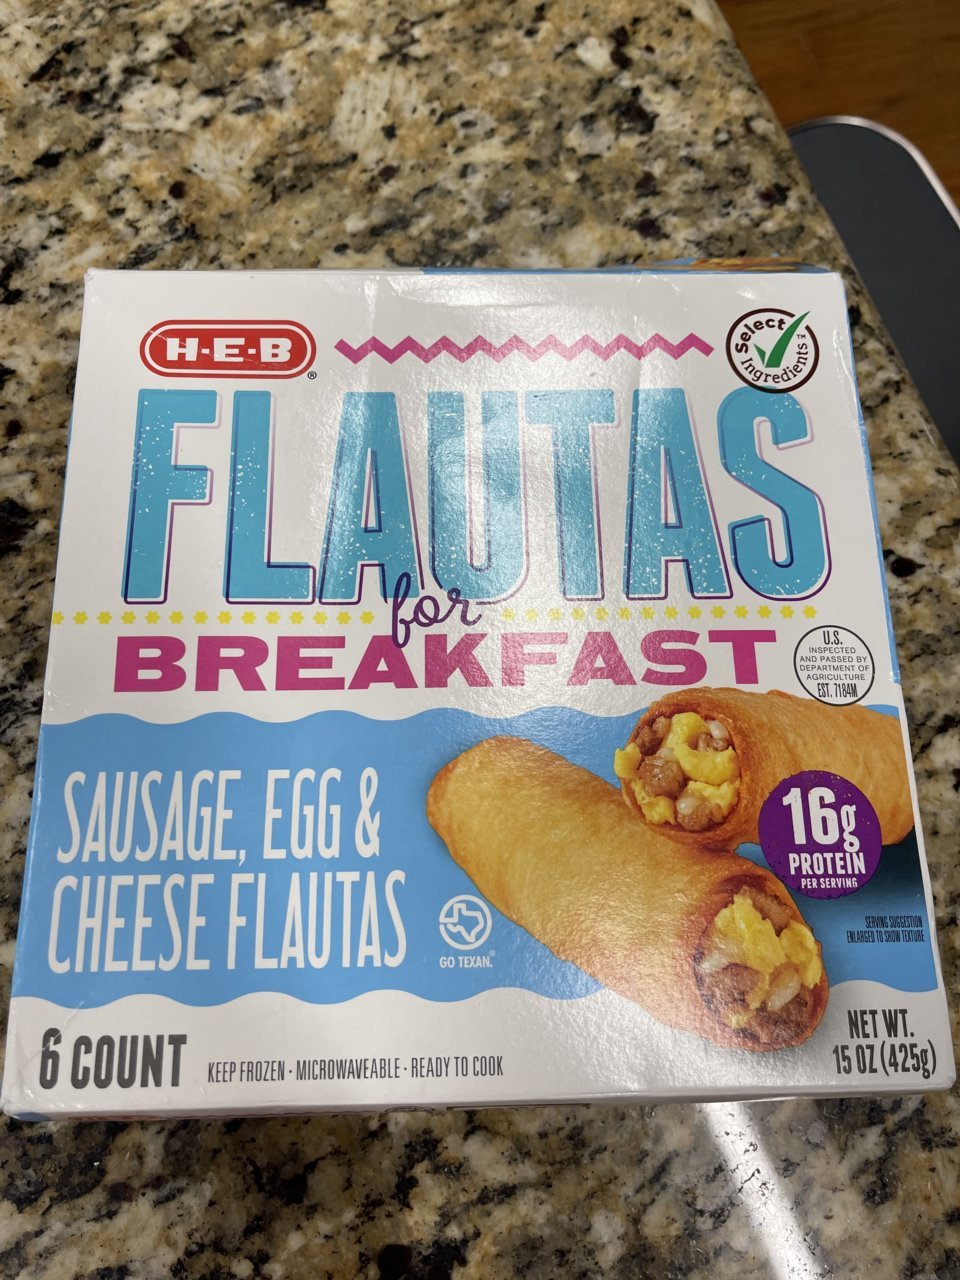 H-E-B®
Select
Ingredients™
FLAUTAS
for
BREAKFAST
U.S.
INSPECTED
AND PASSED BY
DEPARTMENT OF
AGRICULTURE
EST. 7184M
SAUSAGE, EGG &
CHEESE FLAUTAS
GO TEXAN.®
16g
PROTEIN
PER SERVING
SERVING SUGGESTION
ENLARGED TO SHOW TEXTURE
6 COUNT
KEEP FROZEN · MICROWAVEABLE · READY TO COOK
NET WT.
15 OZ (425g)